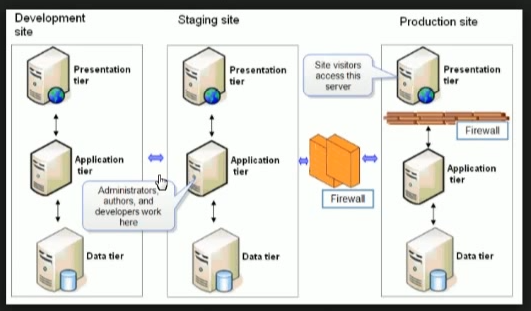 Development
site
Staging site
Production site
Presentation
tier
Presentation
tier
Site visitors
access this
server
Presentation
tier
Firewall
Application
tier
Application
tier
Application
tier
Administrators,
authors, and
developers work
here
Firewall
Data tier
Data tier
Data tier